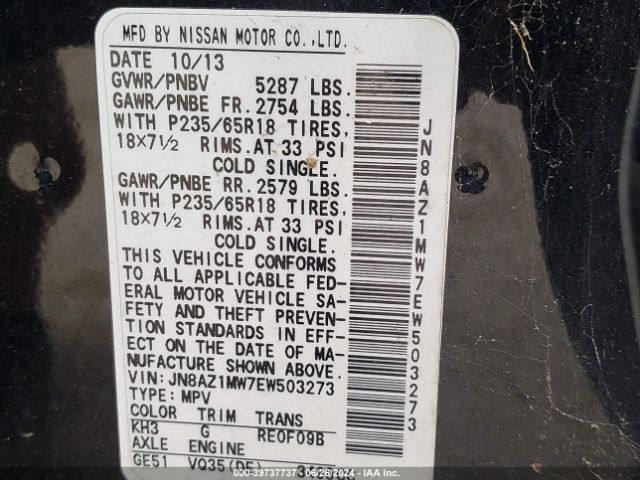 MFD BY NISSAN MOTOR CO.,LTD.
DATE 10/13
GVWR/PNBV 5287 LBS.
GAWR/PNBE FR. 2754 LBS.
WITH P235/65R18 TIRES,
18X7½ RIMS. AT 33 PSI
COLD SINGLE.
GAWR/PNBE RR. 2579 LBS.
WITH P235/65R18 TIRES,
18X7½ RIMS. AT 33 PSI
COLD SINGLE.
THIS VEHICLE CONFORMS
TO ALL APPLICABLE FED-
ERAL MOTOR VEHICLE SA-
FETY AND THEFT PREVEN-
TION STANDARDS IN EFF-
ECT ON THE DATE OF MA-
NUFACTURE SHOWN ABOVE.
VIN: JN8AZ1MW7EW503273
TYPE: MPV
COLOR TRIM TRANS
KH3 G RE0F09B
AXLE ENGINE
GE51 VQ35(DE)
JN8AZ1MW7EW503273
000-39737737 - 06/26/2024 - IAA, Inc.